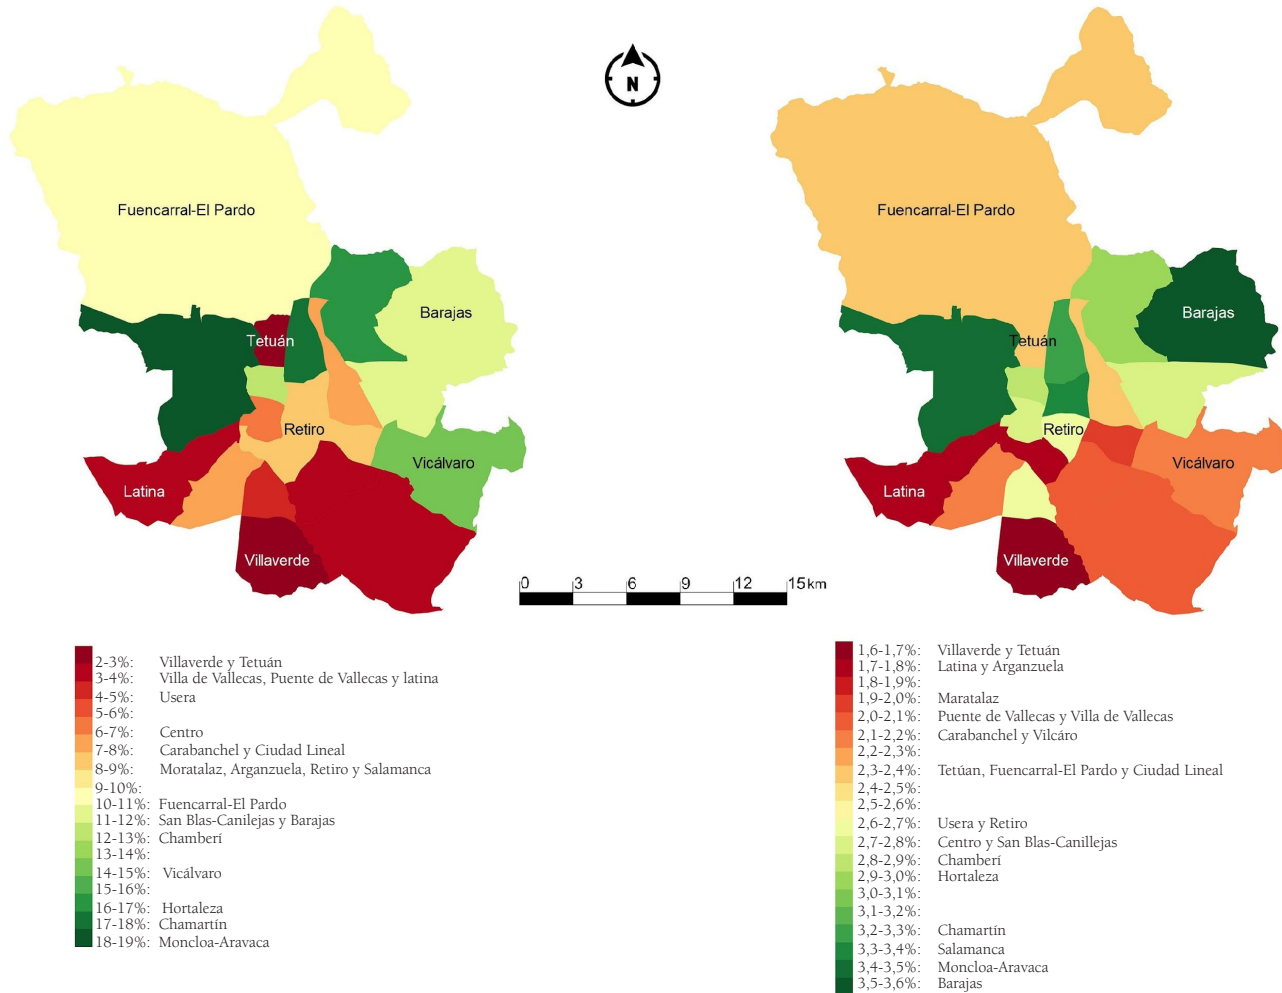 N
Fuencarral-El Pardo
Barajas
Tetuán
Retiro
Vicálvaro
Latina
Villaverde
Fuencarral-El Pardo
Barajas
Tetuán
Retiro
Vicálvaro
Latina
Villaverde
0 3 6 9 12 15 km
2-3%: Villaverde y Tetuán
3-4%: Villa de Vallecas, Puente de Vallecas y latina
4-5%: Usera
5-6%:
6-7%: Centro
7-8%: Carabanchel y Ciudad Lineal
8-9%: Moratalaz, Arganzuela, Retiro y Salamanca
9-10%:
10-11%: Fuencarral-El Pardo
11-12%: San Blas-Canilejas y Barajas
12-13%: Chamberí
13-14%:
14-15%: Vicálvaro
15-16%:
16-17%: Hortaleza
17-18%: Chamartín
18-19%: Moncloa-Aravaca
1,6-1,7%: Villaverde y Tetuán
1,7-1,8%: Latina y Arganzuela
1,8-1,9%:
1,9-2,0%: Maratalaz
2,0-2,1%: Puente de Vallecas y Villa de Vallecas
2,1-2,2%: Carabanchel y Vilcáro
2,2-2,3%:
2,3-2,4%: Tetúan, Fuencarral-El Pardo y Ciudad Lineal
2,4-2,5%:
2,5-2,6%:
2,6-2,7%: Usera y Retiro
2,7-2,8%: Centro y San Blas-Canillejas
2,8-2,9%: Chamberí
2,9-3,0%: Hortaleza
3,0-3,1%:
3,1-3,2%:
3,2-3,3%: Chamartín
3,3-3,4%: Salamanca
3,4-3,5%: Moncloa-Aravaca
3,5-3,6%: Barajas